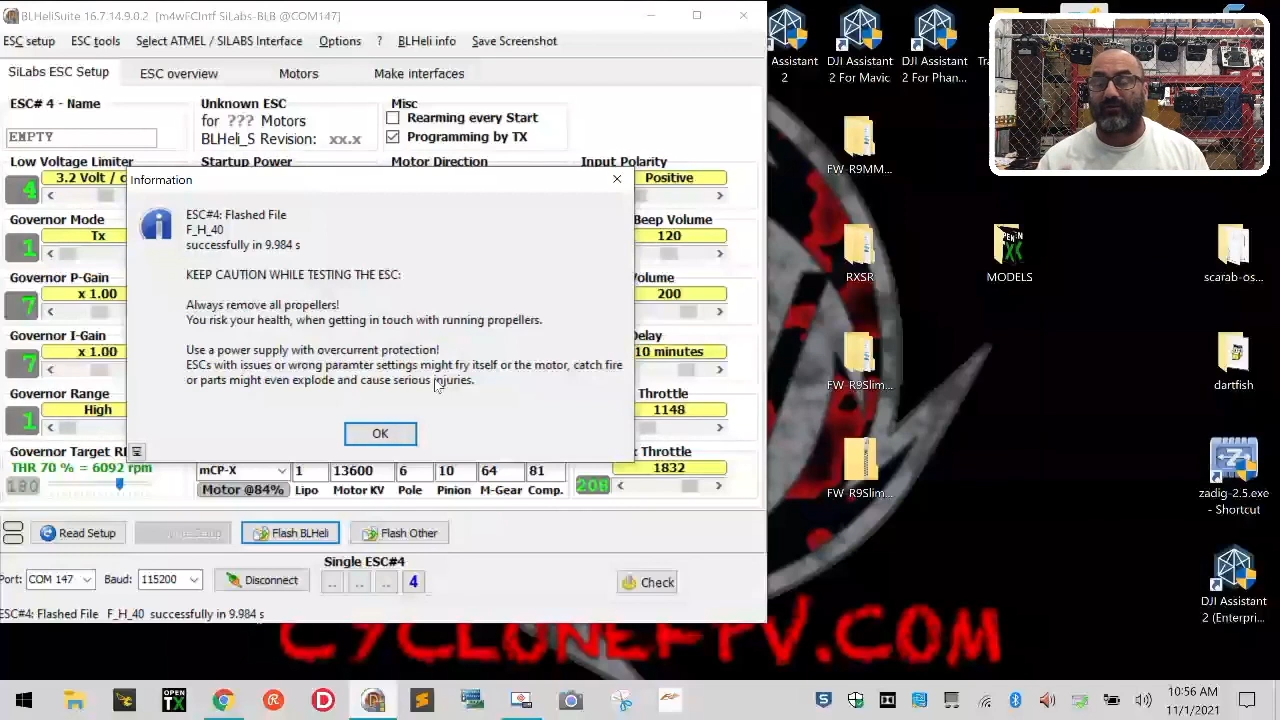 BLHeliSuite 16.7.14.9.0.2 [m4wFCIntf SiLabs-BLB @COM147]
ESC setup ESC tools Select ATMEL / SILABS Interface Options BLHeli info Save Screenshot
SiLabs ESC Setup ESC overview Motors Make interfaces
ESC# 4 - Name
EMPTY
Unknown ESC
for ??? Motors
BLHeli_S Revision: xx.x
Misc
Rearming every Start
Programming by TX
Low Voltage Limiter Startup Power Motor Direction Input Polarity
4 3.2 Volt / c Positive
Information
ESC#4: Flashed File
F_H_40
successfully in 9.984 s
KEEP CAUTION WHILE TESTING THE ESC:
Always remove all propellers!
You risk your health, when getting in touch with running propellers.
Use a power supply with overcurrent protection!
ESCs with issues or wrong paramter settings might fry itself or the motor, catch fire
or parts might even explode and cause serious injuries.
OK
Governor Mode
1 Tx
Governor P-Gain
7 x 1.00
Governor I-Gain
7 x 1.00
Governor Range
1 High
Beep Volume
120
Volume
200
Delay
10 minutes
Throttle
1148
Throttle
1832
208
Governor Target R
THR 70 % = 6092 rpm
180
mCP-X 1 13600 6 10 64 81
Motor @84% Lipo Motor KV Pole Pinion M-Gear Comp.
Read Setup Flash BLHeli Flash Other
Single ESC#4
Port: COM 147 Baud: 115200 Disconnect .. .. .. 4 Check
ESC#4: Flashed File F_H_40 successfully in 9.984 s
Assistant
2
DJI Assistant
2 For Mavic
DJI Assistant
2 For Phan...
FW_R9MM...
RXSR
OPEN
MODELS
scarab-os...
FW-R9Slim...
dartfish
FW_R9Slim...
zadig-2.5.exe
- Shortcut
DJI Assistant
2 (Enterpri...
CYCLONEFPV.COM
OPEN
TX
10:56 AM
11/1/2021